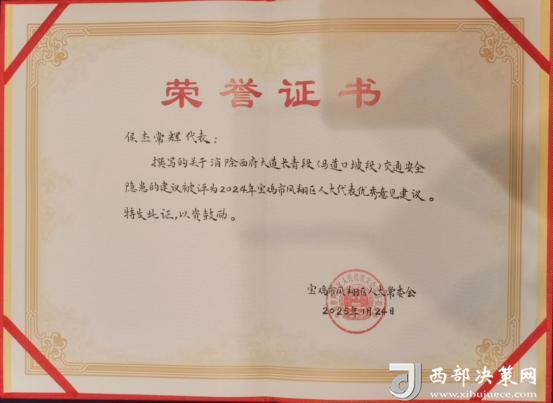 荣誉证书
侯杰常辉代表：
撰写的关于消除西府大道长青段（马道口坡段）交通安全
隐患的建议被评为2024年宝鸡市凤翔区人大代表优秀意见建议。
特发此证，以资鼓励。
宝鸡市凤翔区人大常委会
2025年1月24日
西部决策网
www.xibujuece.com